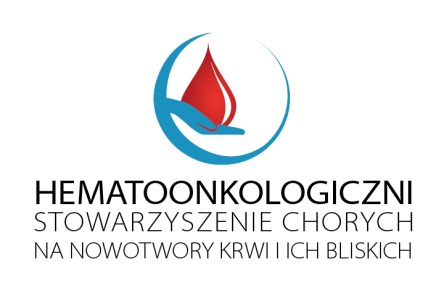 HEMATOONKOLOGICZNI
STOWARZYSZENIE CHORYCH
NA NOWOTWORY KRWI I ICH BLISKICH